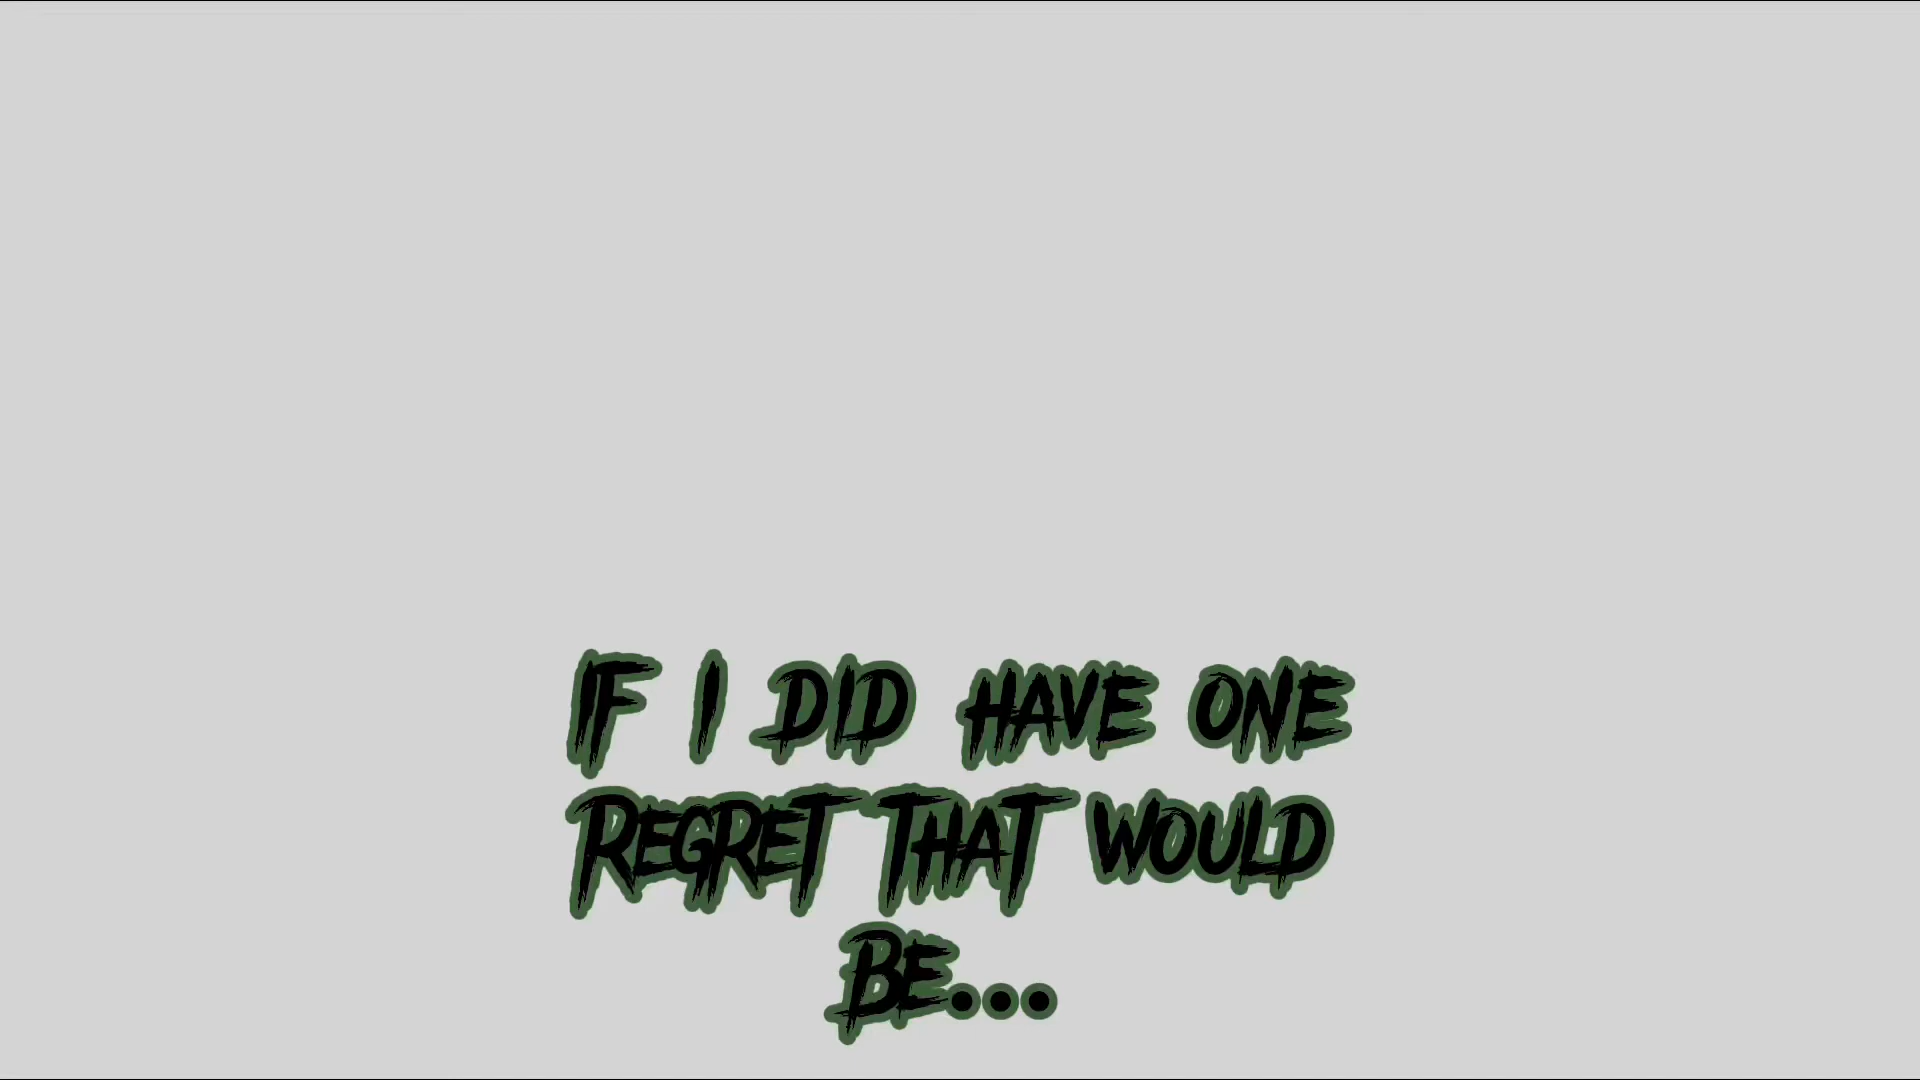 IF I DID HAVE ONE
REGRET THAT WOULD
BE...